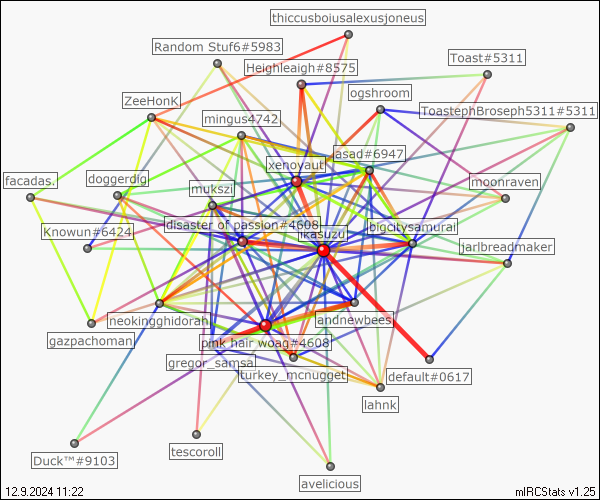 thiccusboiusalexusjoneus
Random Stuf6#5983
Toast#5311
Heighleaigh#8575
ogshroom
ZeeHonK
ToastephBroseph5311#5311
mingus4742
asad#6947
xenoyaut
facadas.
doggerdig
mukszi
moonraven
disaster of passion#4608
bigcitysamurai
Knowun#6424
ikasuzu
jarlbreadmaker
neokingghidorah
andnewbees
gazpachoman
pink hair woag#4608
gregor_samsa
turkey_mcnugget
default#0617
lahnk
Duck™#9103
tescoroll
avelicious
12.9.2024 11:22
mIRCStats v1.25